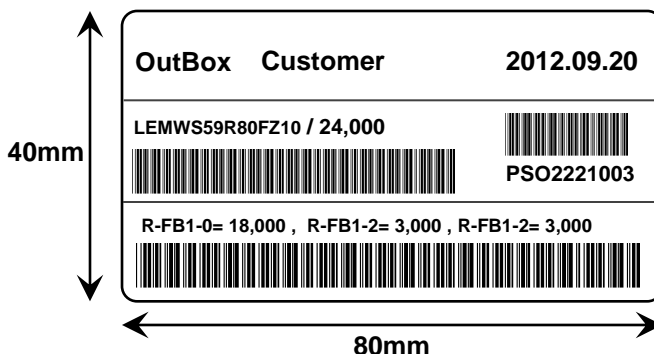 OutBox Customer 2012.09.20
LEMWS59R80FZ10 / 24,000
40mm
PSO2221003
R-FB1-0= 18,000 , R-FB1-2= 3,000 , R-FB1-2= 3,000
80mm